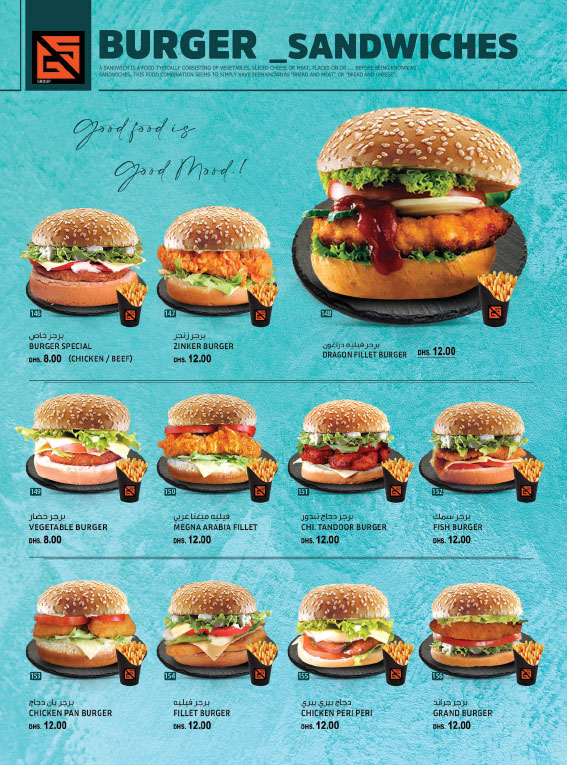 BURGER _SANDWICHES
GROUP
A SANDWICH IS A FOOD TYPICALLY CONSISTING OF VEGETABLES, SLICED CHEESE OR MEAT, PLACED ON OR .... BEFORE BEING KNOWN AS
SANDWICHES, THIS FOOD COMBINATION SEEMS TO SIMPLY HAVE BEEN KNOWN AS "BREAD AND MEAT" OR "BREAD AND CHEESE"
Good food is
Good Mood.!
146
برجر خاص
BURGER SPECIAL
DHS. 8.00 (CHICKEN / BEEF)
147
برجر زنجر
ZINKER BURGER
DHS. 12.00
148
برجر فيليه دراغون
DRAGON FILLET BURGER DHS. 12.00
149
برجر خضار
VEGETABLE BURGER
DHS. 8.00
150
فيليه ميغنا عربي
MEGNA ARABIA FILLET
DHS. 12.00
151
برجر دجاج تندور
CHI. TANDOOR BURGER
DHS. 12.00
152
برجر سمك
FISH BURGER
DHS. 12.00
153
برجر بان دجاج
CHICKEN PAN BURGER
DHS. 12.00
154
برجر فيليه
FILLET BURGER
DHS. 12.00
155
دجاج بيري بيري
CHICKEN PERI PERI
DHS. 12.00
156
برجر جراند
GRAND BURGER
DHS. 12.00